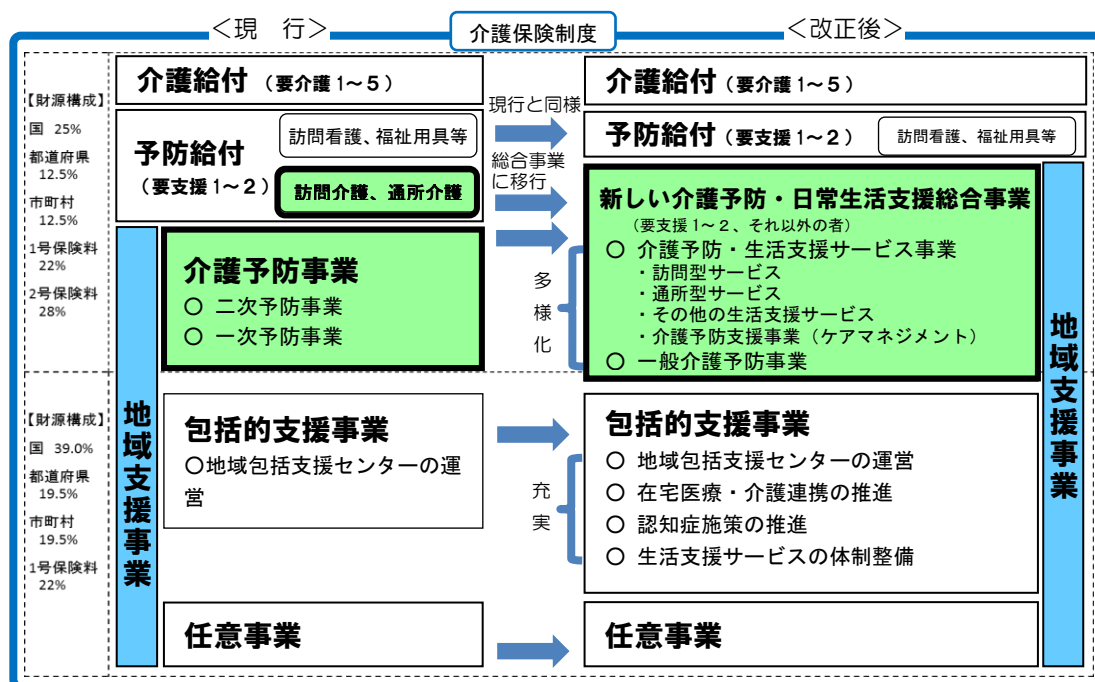 ＜現　行＞
介護保険制度
＜改正後＞
【財源構成】
国 25%
都道府県
12.5%
市町村
12.5%
1号保険料
22%
2号保険料
28%
【財源構成】
国 39.0%
都道府県
19.5%
市町村
19.5%
1号保険料
22%
介護給付（要介護1～5）
予防給付
（要支援1～2）
訪問看護、福祉用具等
訪問介護、通所介護
地域支援事業
介護予防事業
〇 二次予防事業
〇 一次予防事業
包括的支援事業
〇地域包括支援センターの運
営
任意事業
現行と同様
総合事業
に移行
多様化
充実
介護給付（要介護1～5）
予防給付（要支援1～2）
訪問看護、福祉用具等
新しい介護予防・日常生活支援総合事業
（要支援1～2、それ以外の者）
〇 介護予防・生活支援サービス事業
・訪問型サービス
・通所型サービス
・その他の生活支援サービス
・介護予防支援事業（ケアマネジメント）
〇 一般介護予防事業
包括的支援事業
〇 地域包括支援センターの運営
〇 在宅医療・介護連携の推進
〇 認知症施策の推進
〇 生活支援サービスの体制整備
任意事業
地域支援事業